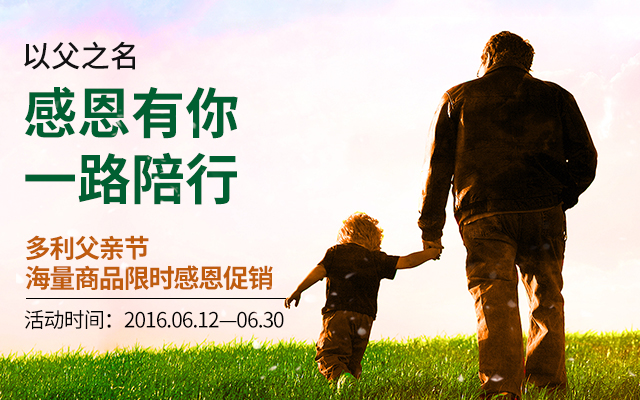 以父之名
感恩有你
一路陪行
多利父亲节
海量商品限时感恩促销
活动时间：2016.06.12—06.30